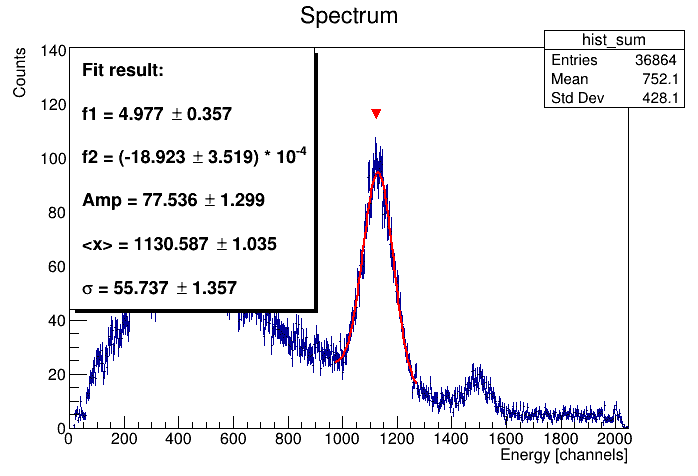 Spectrum
hist_sum
Entries 36864
Mean 752.1
Std Dev 428.1
Counts
140
120
100
80
60
40
20
0
Fit result:
f1 = 4.977 ± 0.357
f2 = (-18.923 ± 3.519) * 10^-4
Amp = 77.536 ± 1.299
<x> = 1130.587 ± 1.035
σ = 55.737 ± 1.357
0 200 400 600 800 1000 1200 1400 1600 1800 2000
Energy [channels]